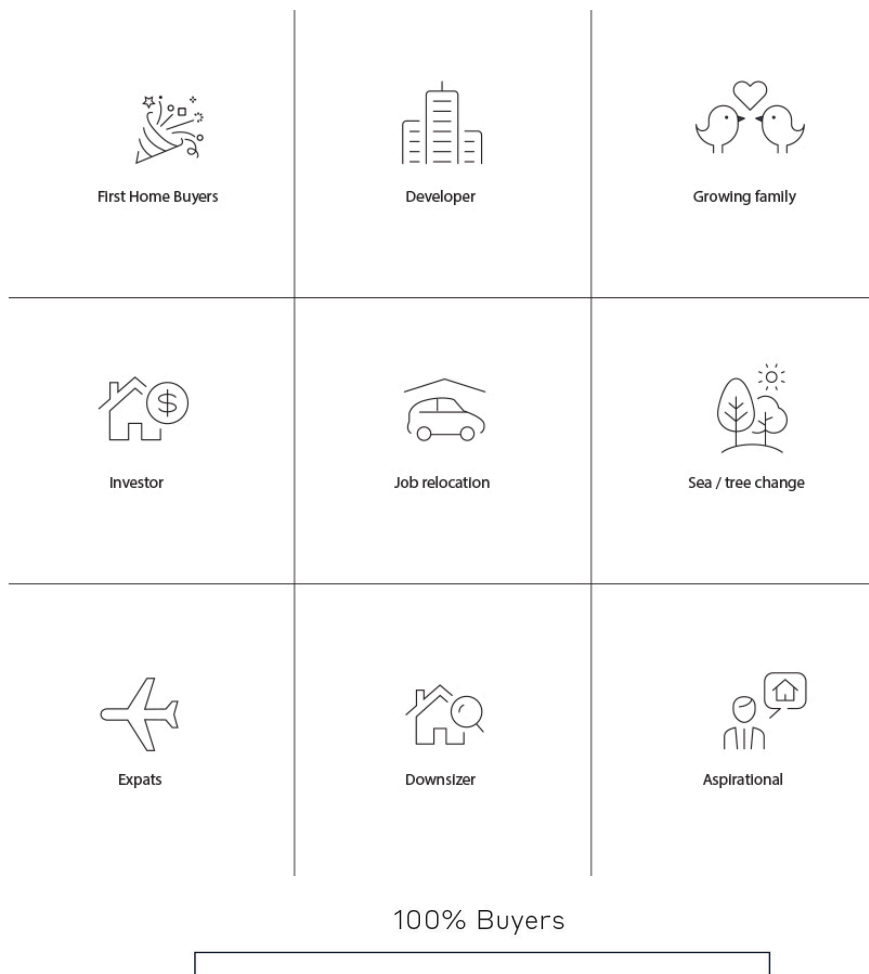 First Home Buyers
Developer
Growing family
Investor
Job relocation
Sea / tree change
Expats
Downsizer
Aspirational
100% Buyers